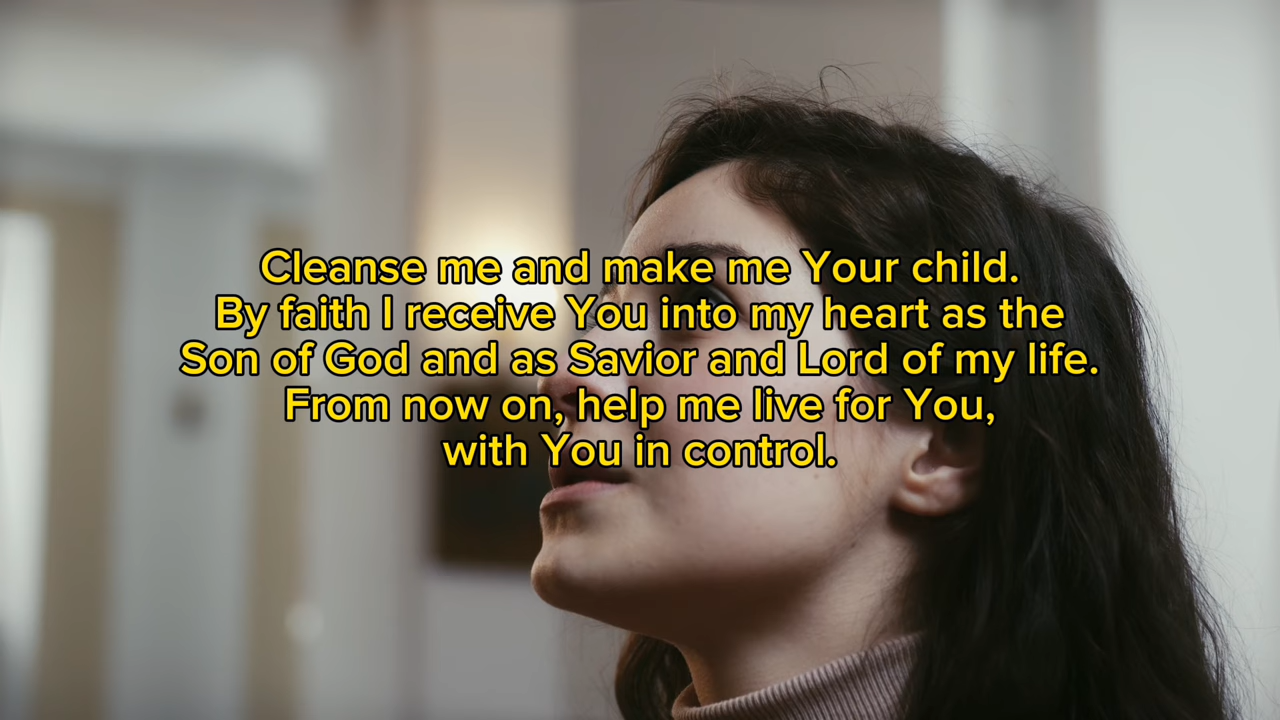 Cleanse me and make me Your child.
By faith I receive You into my heart as the
Son of God and as Savior and Lord of my life.
From now on, help me live for You,
with You in control.